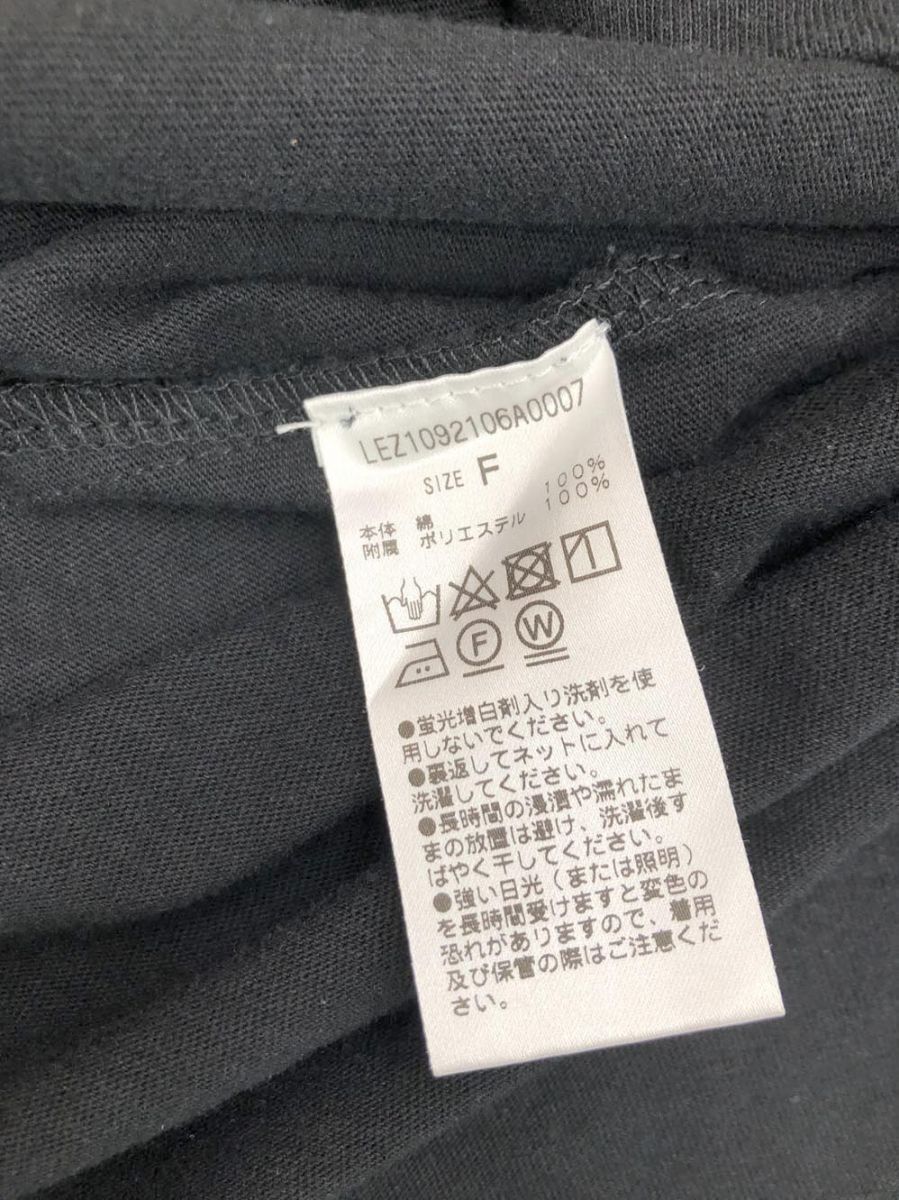 LEZ1092106A0007
SIZE F
本体 綿 100%
附属 ポリエステル 100%
F W
●蛍光増白剤入り洗剤を使
用しないでください。
●裏返してネットに入れて
洗濯してください。
●長時間の浸漬や濡れたま
まの放置は避け、洗濯後す
ばやく干してください。
●強い日光（または照明）
を長時間受けますと変色の
恐れがありますので、着用
及び保管の際はご注意くだ
さい。